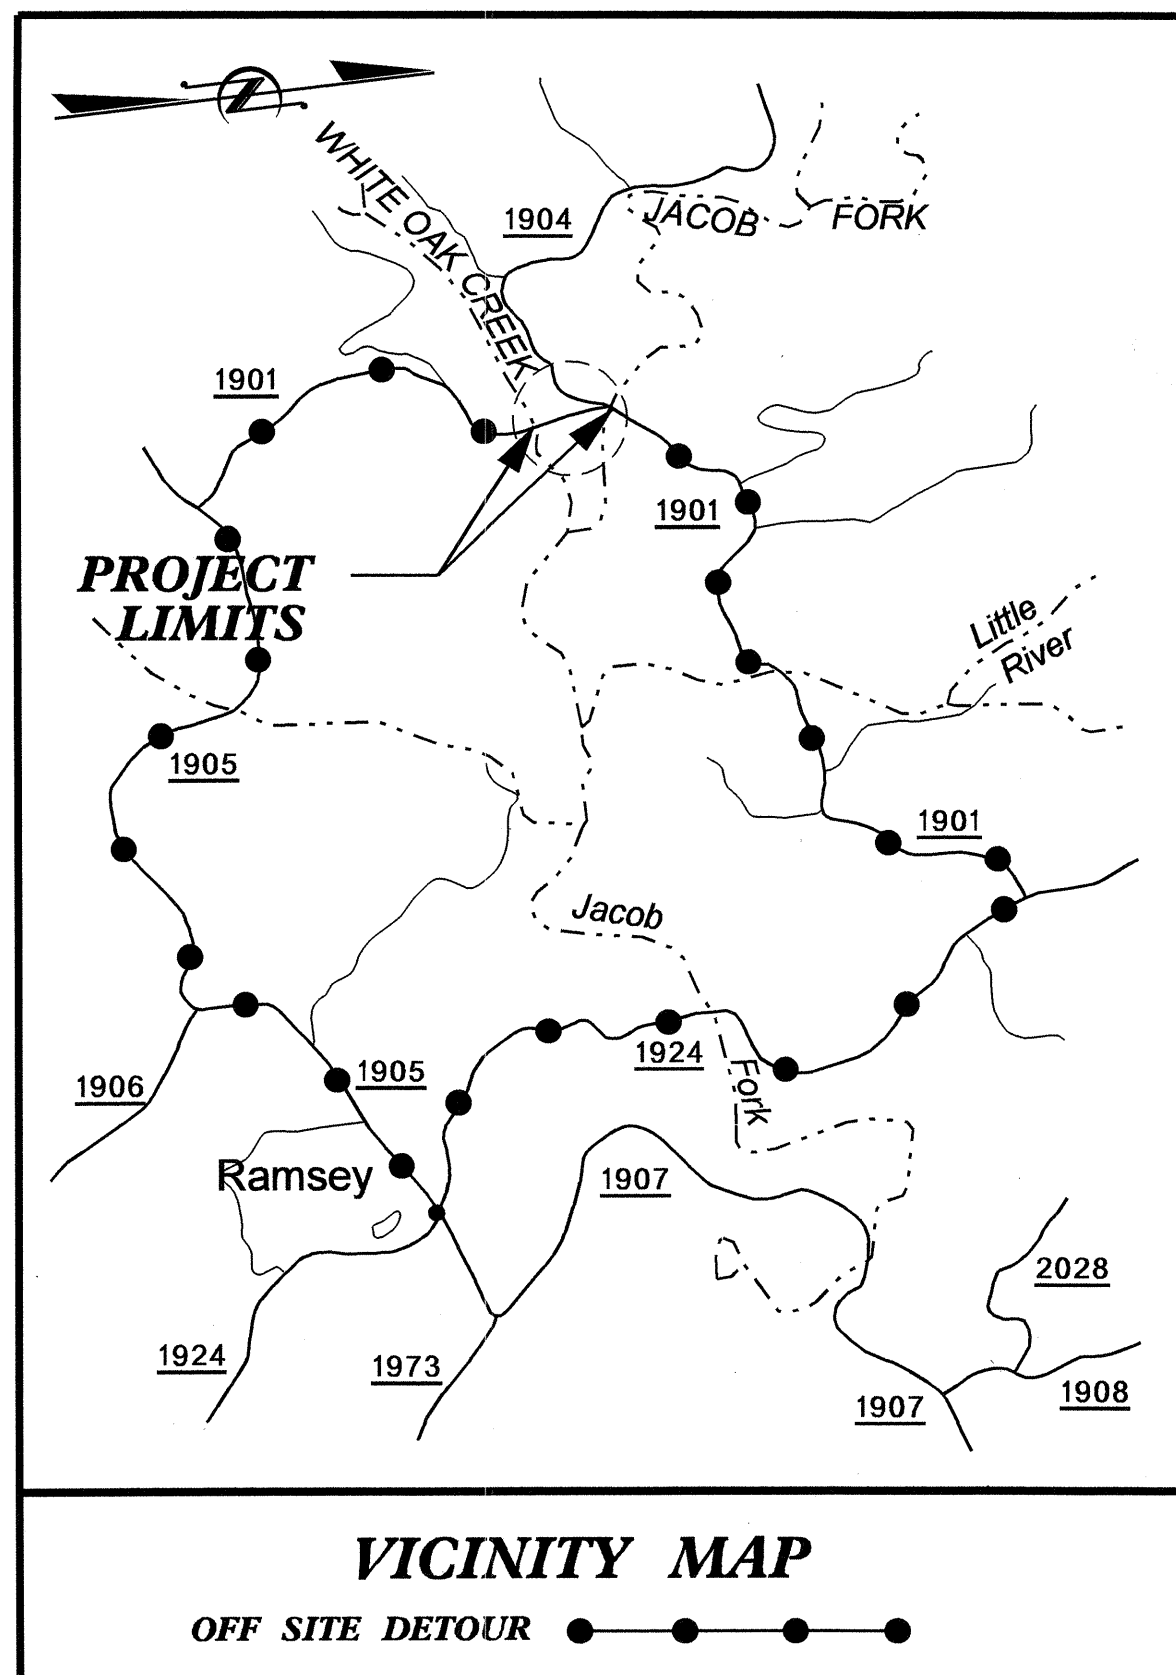 WHITE OAK CREEK
1904
JACOB
FORK
1901
1901
PROJECT
LIMITS
Little
River
1905
1901
Jacob
1924
Fork
1905
1906
Ramsey
1907
2028
1924
1973
1907
1908
VICINITY MAP
OFF SITE DETOUR